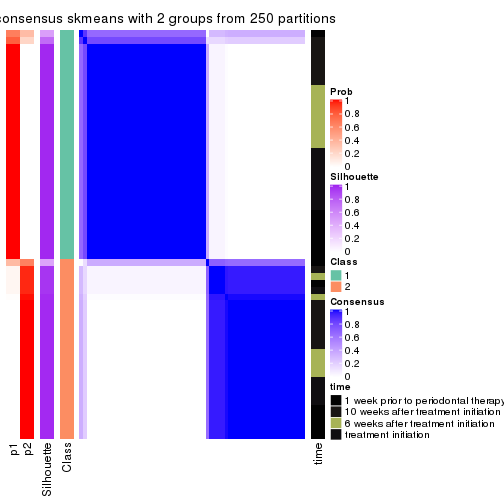 consensus skmeans with 2 groups from 250 partitions
Prob
1
0.8
0.6
0.4
0.2
0
Silhouette
1
0.8
0.6
0.4
0.2
0
Class
1
2
Consensus
1
0.8
0.6
0.4
0.2
0
time
1 week prior to periodontal therapy
10 weeks after treatment initiation
6 weeks after treatment initiation
treatment initiation
p1
p2
Silhouette
Class
time